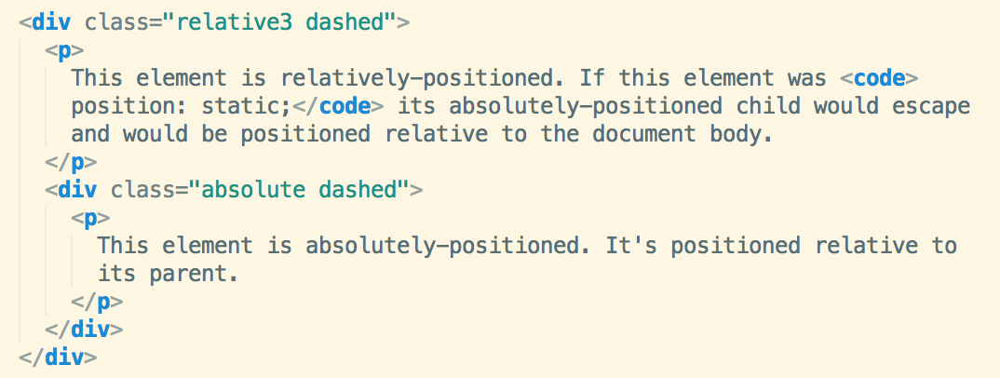 <div class="relative3 dashed">
<p>
This element is relatively-positioned. If this element was <code>
position: static;</code> its absolutely-positioned child would escape
and would be positioned relative to the document body.
</p>
<div class="absolute dashed">
<p>
This element is absolutely-positioned. It's positioned relative to
its parent.
</p>
</div>
</div>